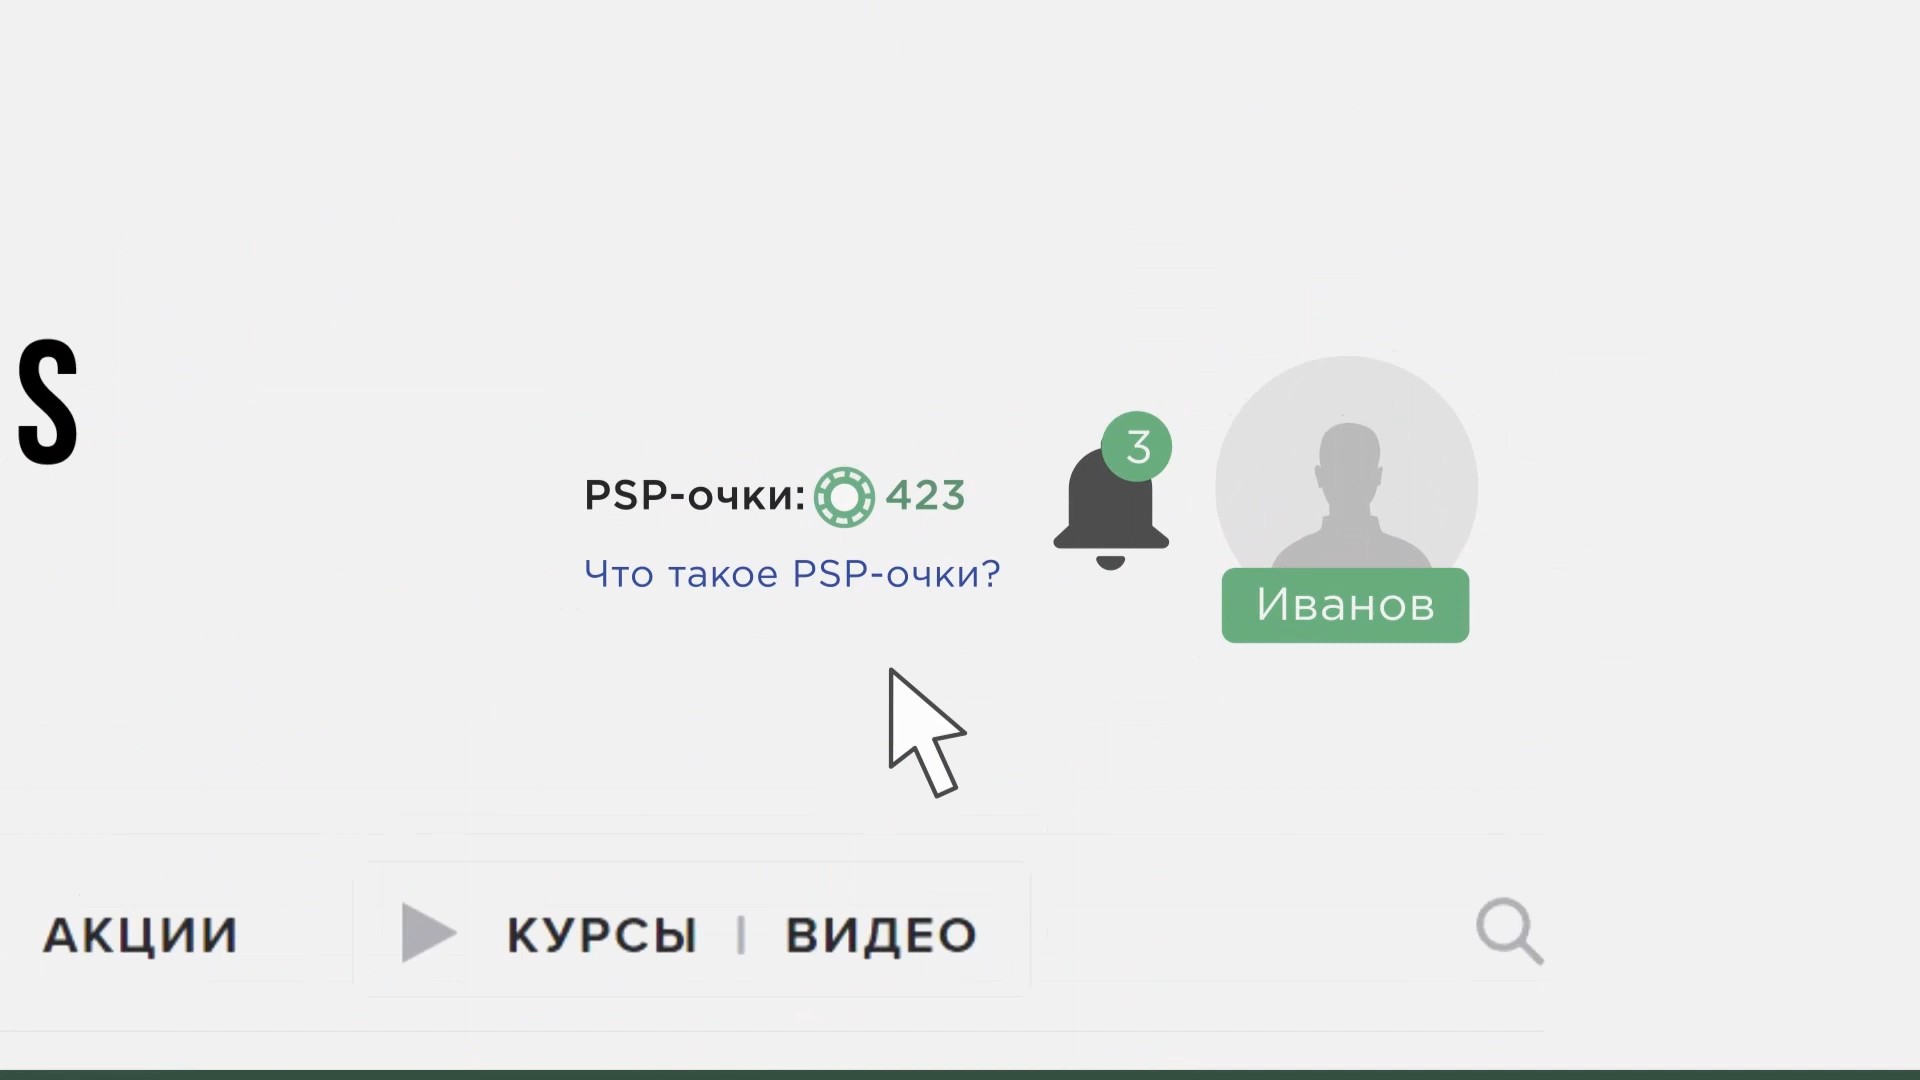 S
3
PSP-очки: 423
Что такое PSP-очки?
Иванов
АКЦИИ
КУРСЫ | ВИДЕО